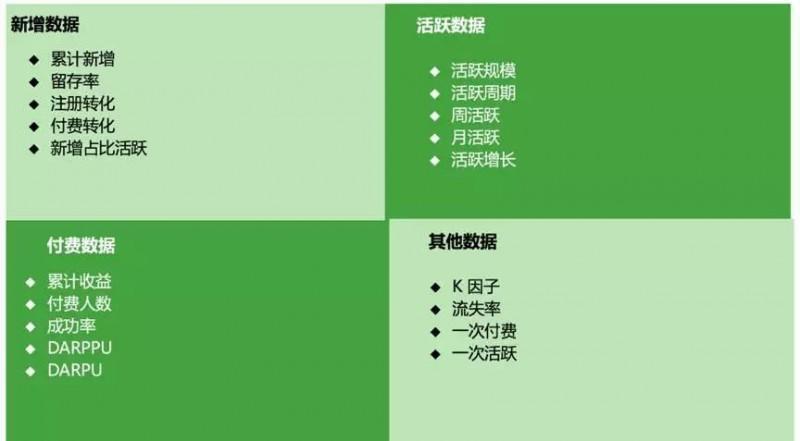 新增数据
◆ 累计新增
◆ 留存率
◆ 注册转化
◆ 付费转化
◆ 新增占比活跃
活跃数据
◆ 活跃规模
◆ 活跃周期
◆ 周活跃
◆ 月活跃
◆ 活跃增长
付费数据
◆ 累计收益
◆ 付费人数
◆ 成功率
◆ DARPPU
◆ DARPU
其他数据
◆ K 因子
◆ 流失率
◆ 一次付费
◆ 一次活跃